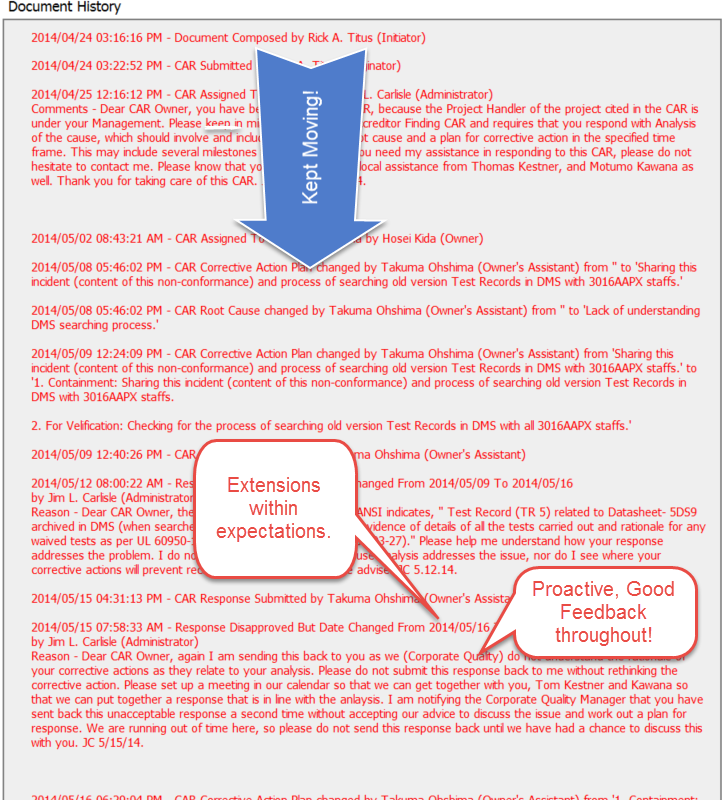 Document History
2014/04/24 03:16:16 PM - Document Composed by Rick A. Titus (Initiator)
2014/04/24 03:22:52 PM - CAR Submitted A. inator)
2014/04/25 12:16:12 PM - CAR Assigned T L. Carlisle (Administrator)
Comments - Dear CAR Owner, you have be R, because the Project Handler of the project cited in the CAR is
under your Management. Please keep in mi creditor Finding CAR and requires that you respond with Analysis
of the cause, which should involve and inclu ot cause and a plan for corrective action in the specified time
frame. This may include several milestones ou need my assistance in responding to this CAR, please do not
hesitate to contact me. Please know that yo local assistance from Thomas Kestner, and Motumo Kawana as
well. Thank you for taking care of this CAR. 4.
Kept Moving!
2014/05/02 08:43:21 AM - CAR Assigned To a by Hosei Kida (Owner)
2014/05/08 05:46:02 PM - CAR Corrective Action Plan changed by Takuma Ohshima (Owner's Assistant) from '' to 'Sharing this
incident (content of this non-conformance) and process of searching old version Test Records in DMS with 3016AAPX staffs.'
2014/05/08 05:46:02 PM - CAR Root Cause changed by Takuma Ohshima (Owner's Assistant) from '' to 'Lack of understanding
DMS searching process.'
2014/05/09 12:24:09 PM - CAR Corrective Action Plan changed by Takuma Ohshima (Owner's Assistant) from 'Sharing this
incident (content of this non-conformance) and process of searching old version Test Records in DMS with 3016AAPX staffs.' to
'1. Containment: Sharing this incident (content of this non-conformance) and process of searching old version Test Records in
DMS with 3016AAPX staffs.
2. For Velification: Checking for the process of searching old version Test Records in DMS with all 3016AAPX staffs.'
2014/05/09 12:40:26 PM - CAR ma Ohshima (Owner's Assistant)
2014/05/12 08:00:22 AM - Res hanged From 2014/05/09 To 2014/05/16
by Jim L. Carlisle (Administrator
Reason - Dear CAR Owner, the ANSI indicates, " Test Record (TR 5) related to Datasheet- 5DS9
archived in DMS (when searche vidence of details of all the tests carried out and rationale for any
waived tests as per UL 60950- 3-27)." Please help me understand how your response
addresses the problem. I do no use analysis addresses the issue, nor do I see where your
corrective actions will prevent rec advise. JC 5.12.14.
Extensions
within
expectations.
2014/05/15 04:31:13 PM - CAR Response Submitted by Takuma Ohshima (Owner's Assista
Proactive, Good
Feedback
throughout!
2014/05/15 07:58:33 AM - Response Disapproved But Date Changed From 2014/05/16
by Jim L. Carlisle (Administrator)
Reason - Dear CAR Owner, again I am sending this back to you as we (Corporate Quality) do not understand the rationale of
your corrective actions as they relate to your analysis. Please do not submit this response back to me without rethinking the
corrective action. Please set up a meeting in our calendar so that we can get together with you, Tom Kestner and Kawana so
that we can put together a response that is in line with the anlaysis. I am notifying the Corporate Quality Manager that you have
sent back this unacceptable response a second time without accepting our advice to discuss the issue and work out a plan for
response. We are running out of time here, so please do not send this response back until we have had a chance to discuss this
with you. JC 5/15/14.
2014/05/16 06:29:04 PM - CAR Corrective Action Plan changed by Takuma Ohshima (Owner's Assistant) from '1. Containment: